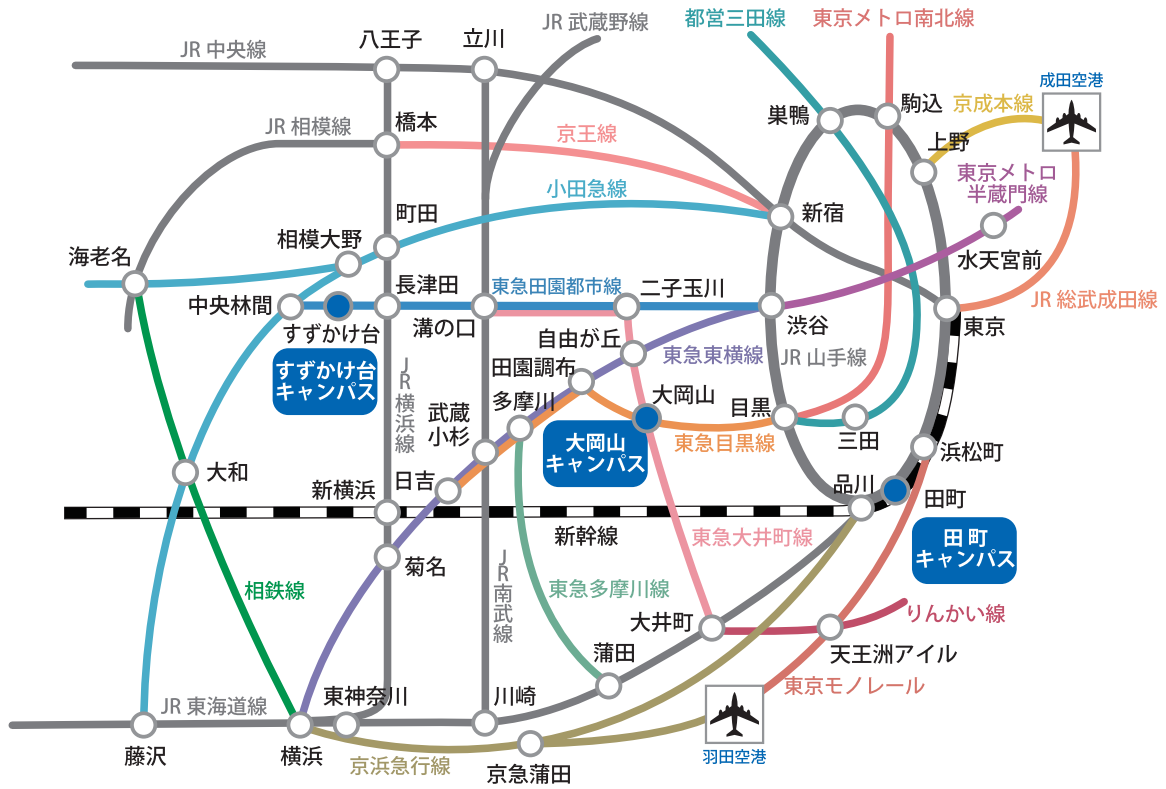 都営三田線
東京メトロ南北線
JR 武蔵野線
八王子
立川
JR 中央線
成田空港
駒込
京成本線
巣鴨
橋本
JR 相模線
京王線
上野
東京メトロ
半蔵門線
小田急線
町田
新宿
相模大野
海老名
水天宮前
長津田
東急田園都市線
二子玉川
中央林間
JR 総武成田線
すずかけ台
溝の口
渋谷
東京
自由が丘
東急東横線
JR 山手線
すずかけ台
キャンパス
田園調布
JR横浜線
大岡山
多摩川
目黒
武蔵
小杉
三田
東急目黒線
大岡山
キャンパス
浜松町
大和
日吉
品川
新横浜
田町
新幹線
東急大井町線
田 町
キャンパス
菊名
JR南武線
相鉄線
東急多摩川線
りんかい線
大井町
天王洲アイル
蒲田
東京モノレール
東神奈川
川崎
JR 東海道線
藤沢
横浜
京浜急行線
京急蒲田
羽田空港